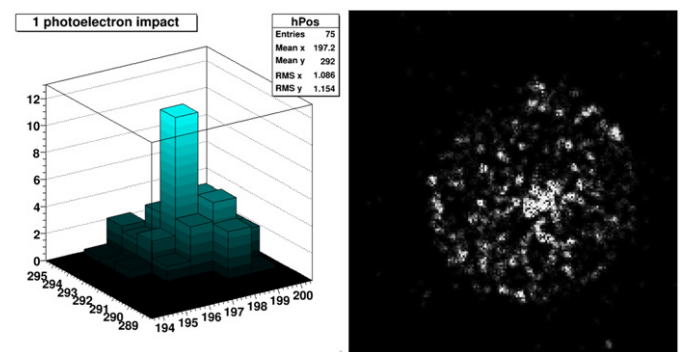 1 photoelectron impact
hPos
Entries 75
Mean x 197.2
Mean y 292
RMS x 1.086
RMS y 1.154
12
10
8
6
4
2
0
295
294
293
292
291
290
289
194 195 196 197 198 199 200